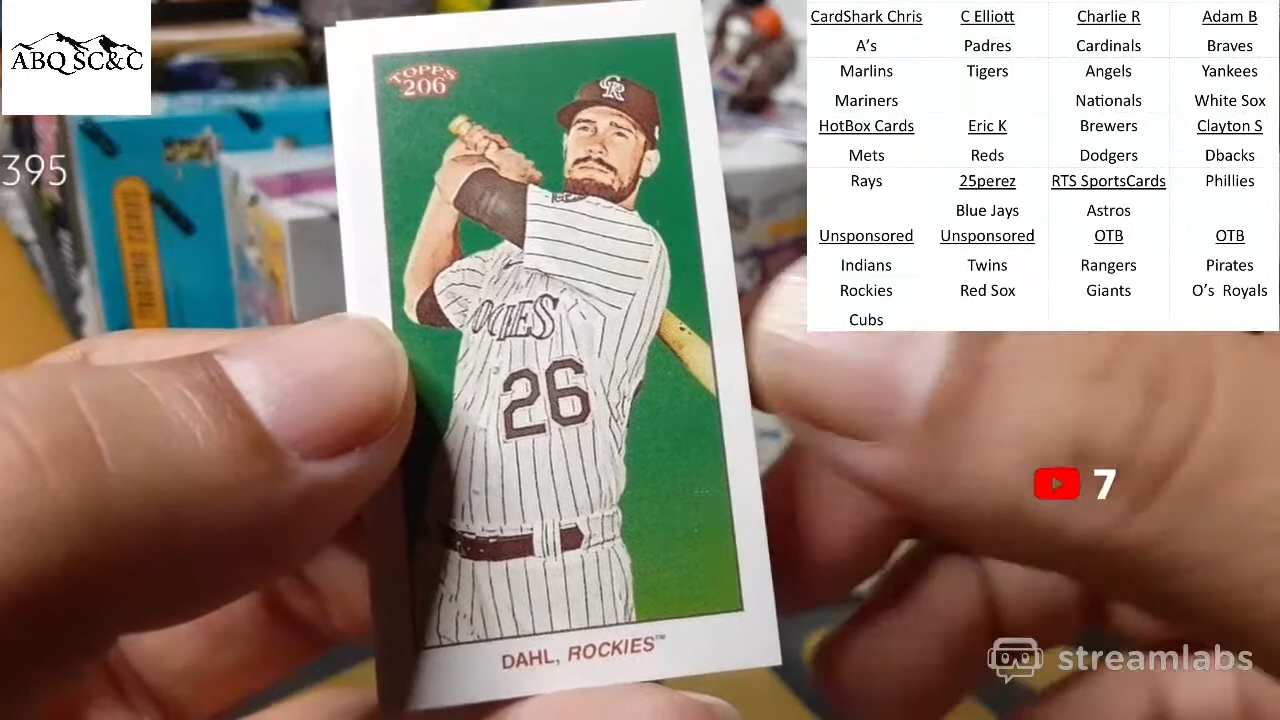 ABQ SC&C
395
TOPPS
206
CR
ROCKIES
26
DAHL, ROCKIES™
CardShark Chris C Elliott Charlie R Adam B
A's Padres Cardinals Braves
Marlins Tigers Angels Yankees
Mariners Nationals White Sox
HotBox Cards Eric K Brewers Clayton S
Mets Reds Dodgers Dbacks
Rays 25perez RTS SportsCards Phillies
Blue Jays Astros
Unsponsored Unsponsored OTB OTB
Indians Twins Rangers Pirates
Rockies Red Sox Giants O's Royals
Cubs
7
streamlabs